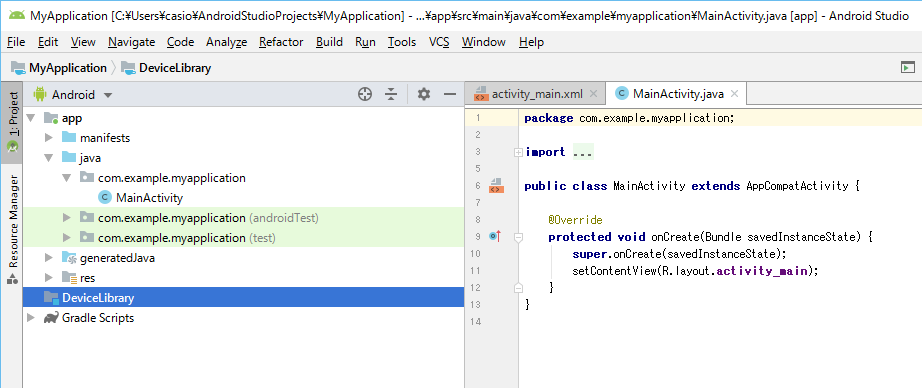 MyApplication [C:¥Users¥casio¥AndroidStudioProjects¥MyApplication] - ...¥app¥src¥main¥java¥com¥example¥myapplication¥MainActivity.java [app] - Android Studio
File Edit View Navigate Code Analyze Refactor Build Run Tools VCS Window Help
MyApplication DeviceLibrary
1: Project
Resource Manager
Android
app
manifests
java
com.example.myapplication
MainActivity
com.example.myapplication (androidTest)
com.example.myapplication (test)
generatedJava
res
DeviceLibrary
Gradle Scripts
activity_main.xml MainActivity.java
1 package com.example.myapplication;
2
3 import ...
5
6 public class MainActivity extends AppCompatActivity {
7
8 @Override
9 protected void onCreate(Bundle savedInstanceState) {
10 super.onCreate(savedInstanceState);
11 setContentView(R.layout.activity_main);
12 }
13 }
14